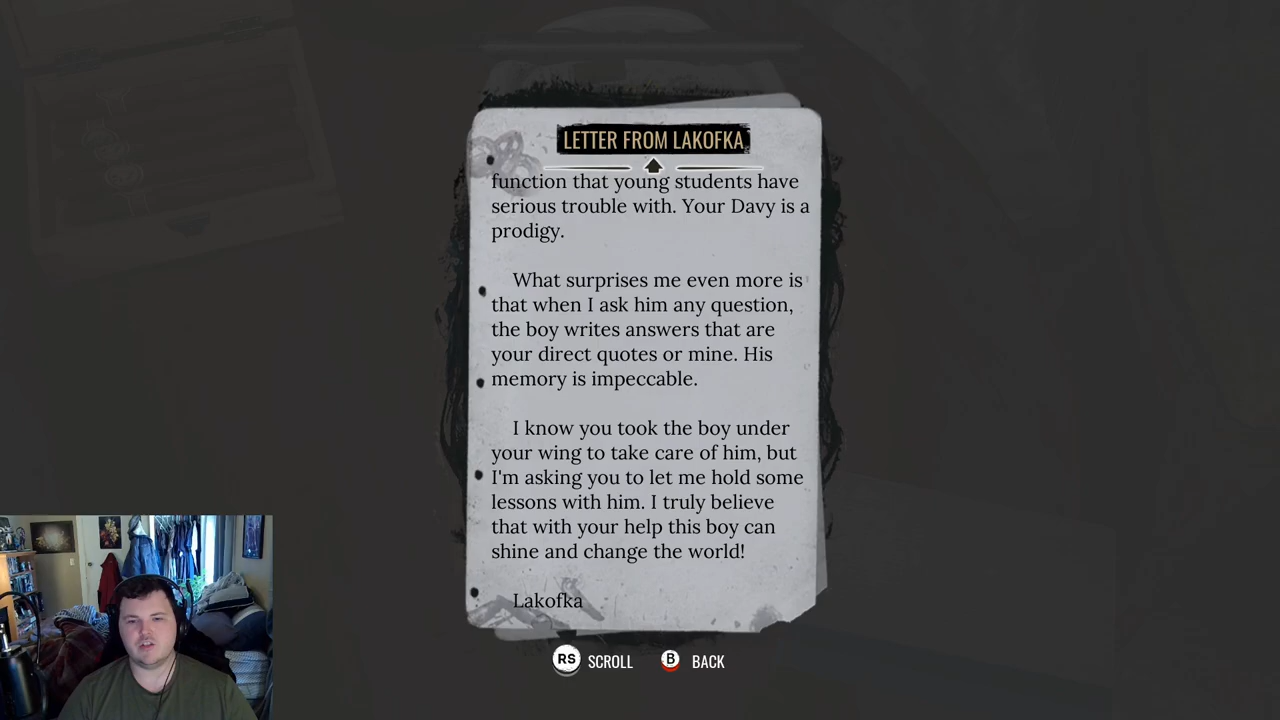 LETTER FROM LAKOFKA
function that young students have
serious trouble with. Your Davy is a
prodigy.
What surprises me even more is
that when I ask him any question,
the boy writes answers that are
your direct quotes or mine. His
memory is impeccable.
I know you took the boy under
your wing to take care of him, but
I'm asking you to let me hold some
lessons with him. I truly believe
that with your help this boy can
shine and change the world!
Lakofka
RS SCROLL B BACK